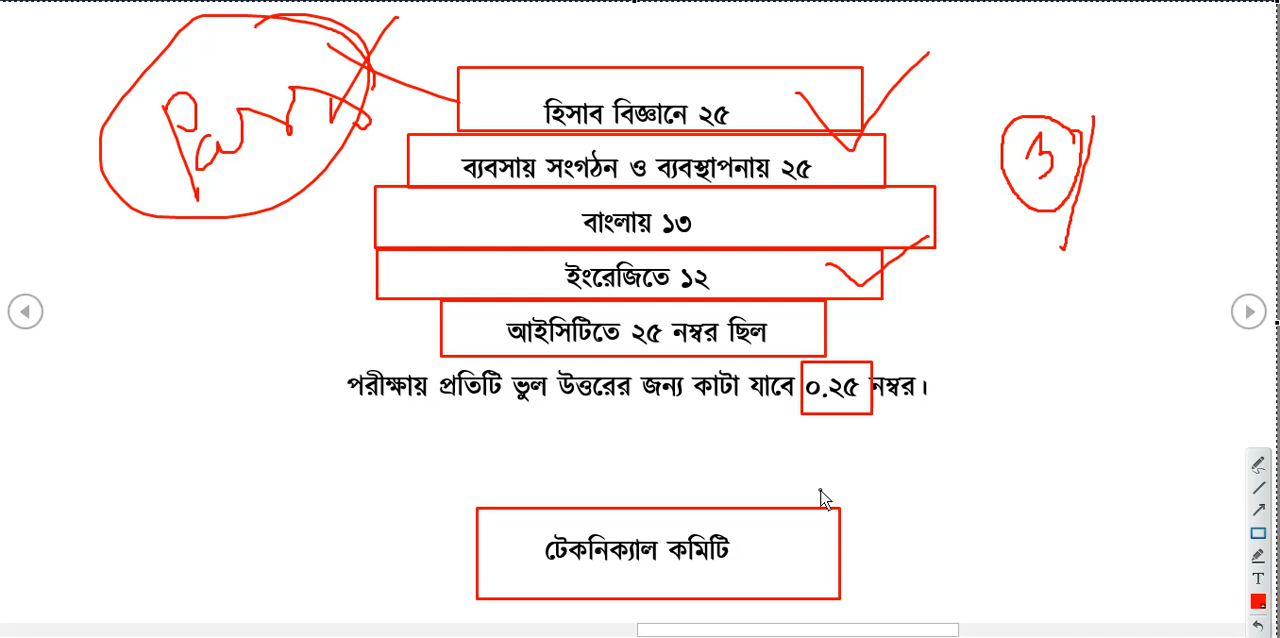 হিসাব বিজ্ঞানে ২৫
ব্যবসায় সংগঠন ও ব্যবস্থাপনায় ২৫
বাংলায় ১৩
ইংরেজিতে ১২
আইসিটিতে ২৫ নম্বর ছিল
পরীক্ষায় প্রতিটি ভুল উত্তরের জন্য কাটা যাবে ০.২৫ নম্বর।
টেকনিক্যাল কমিটি